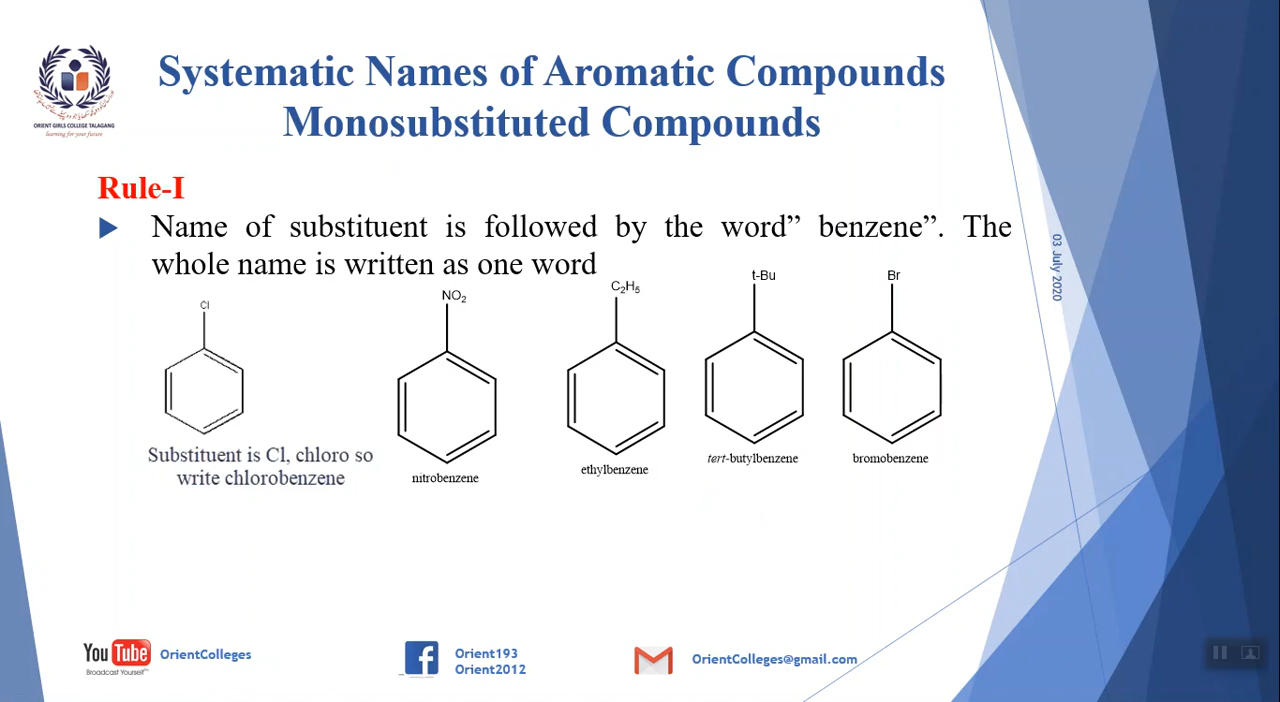 Systematic Names of Aromatic Compounds
Monosubstituted Compounds
ORIENT GIRLS COLLEGE TALAGANG
learning for your future
Rule-I
Name of substituent is followed by the word” benzene”. The
whole name is written as one word
03 July 2020
Cl
NO₂
C₂H₅
t-Bu
Br
Substituent is Cl, chloro so
write chlorobenzene
nitrobenzene
ethylbenzene
tert-butylbenzene
bromobenzene
YouTube
Broadcast Yourself™
OrientColleges
f
Orient193
Orient2012
OrientColleges@gmail.com